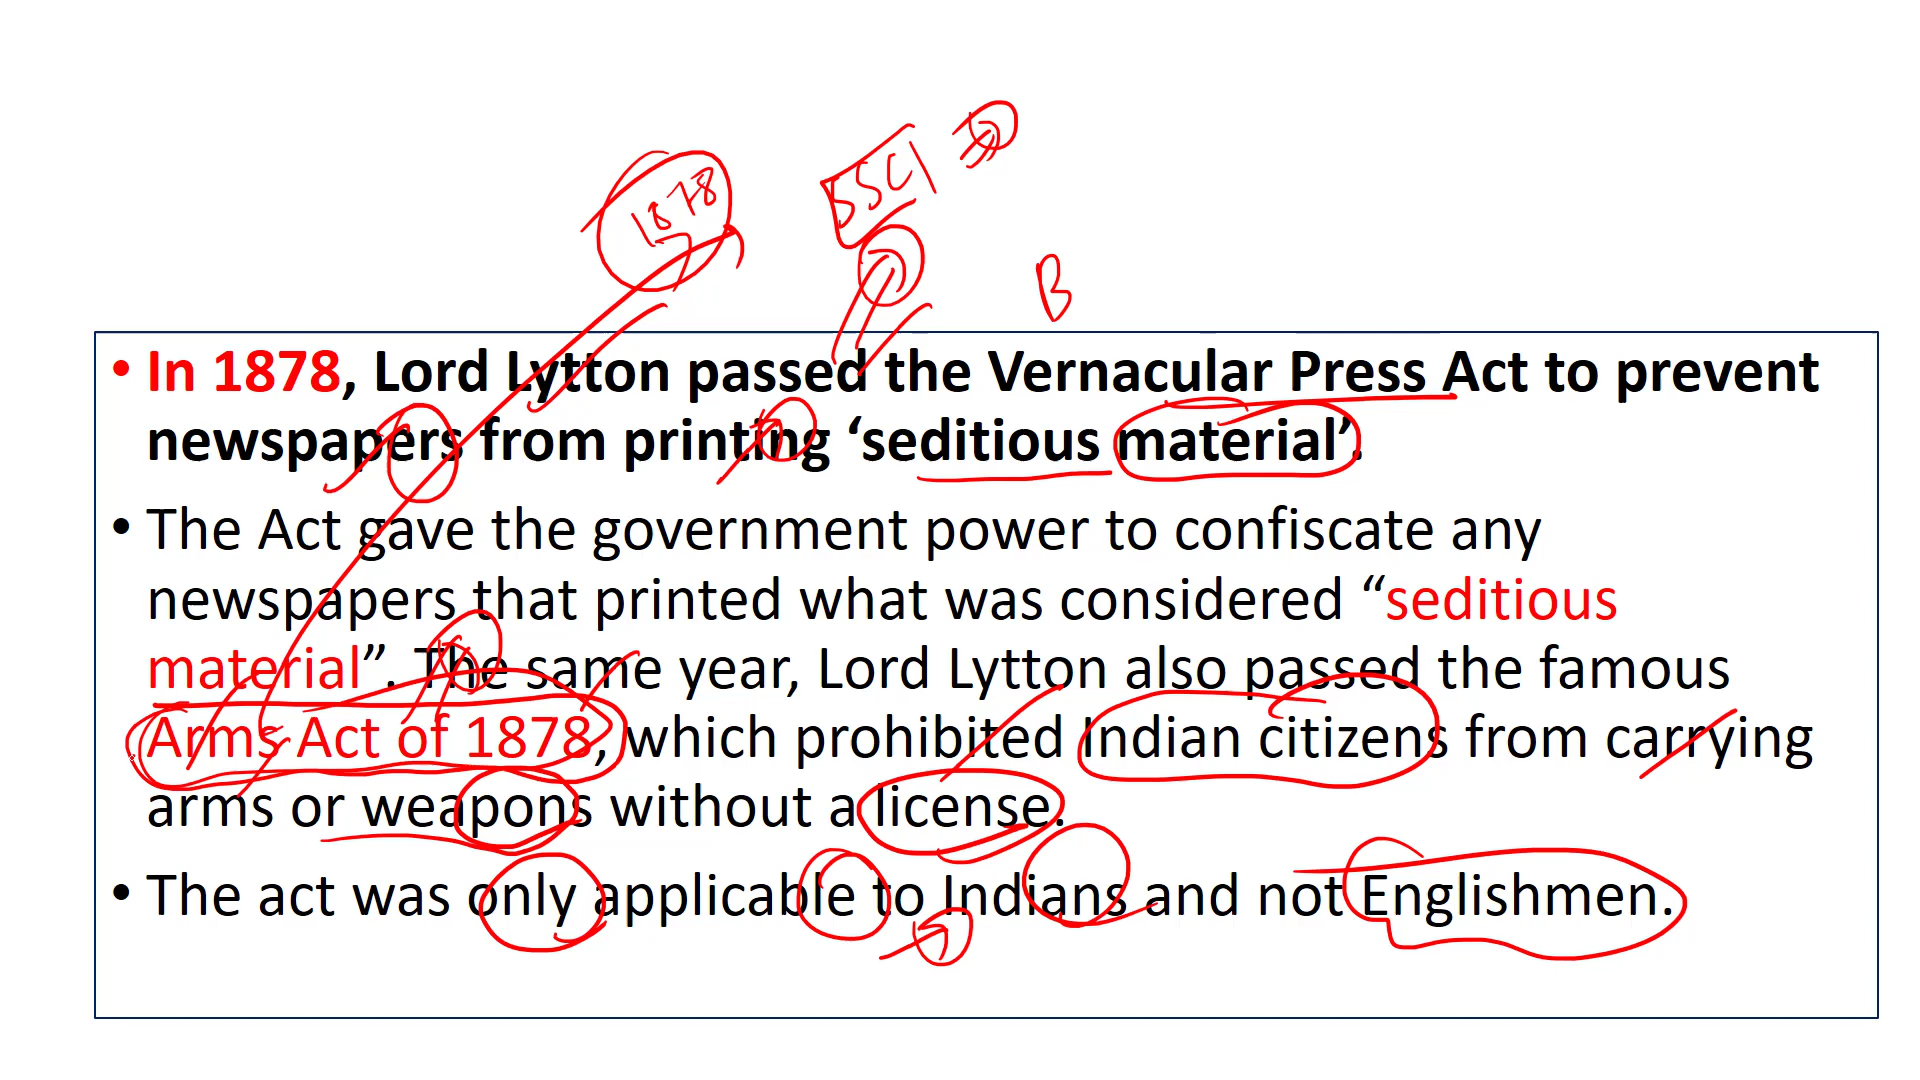 1878
SSC
B
• In 1878, Lord Lytton passed the Vernacular Press Act to prevent
newspapers from printing ‘seditious material’.
• The Act gave the government power to confiscate any
newspapers that printed what was considered “seditious
material”. The same year, Lord Lytton also passed the famous
Arms Act of 1878, which prohibited Indian citizens from carrying
arms or weapons without a license.
• The act was only applicable to Indians and not Englishmen.